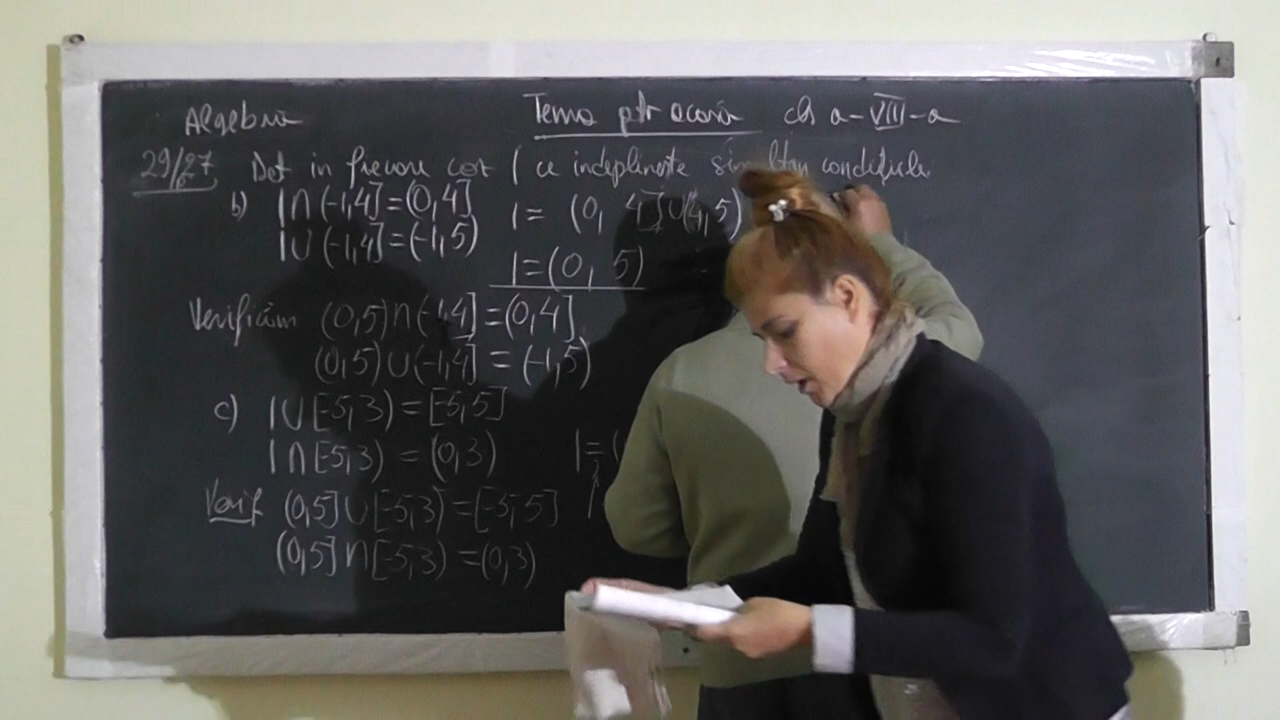 Algebra
Tema ptr acasă cls a-VIII-a
29/27 Det in fiecare caz I ce indeplineste simultan condițiile
b) I∩(-1,4]=(0,4]
I∪(-1,4]=(-1,5)
I= (0, 4]∪(4,5)
I=(0, 5)
Verificăm (0,5)∩(-1,4]=(0,4]
(0,5)∪(-1,4]=(-1,5)
c) I∪[-5,3)=[-5,5]
I∩[-5,3)=(0,3)
I=(
Verif (0,5]∪[-5,3)=[-5,5]
(0,5]∩[-5,3)=(0,3)